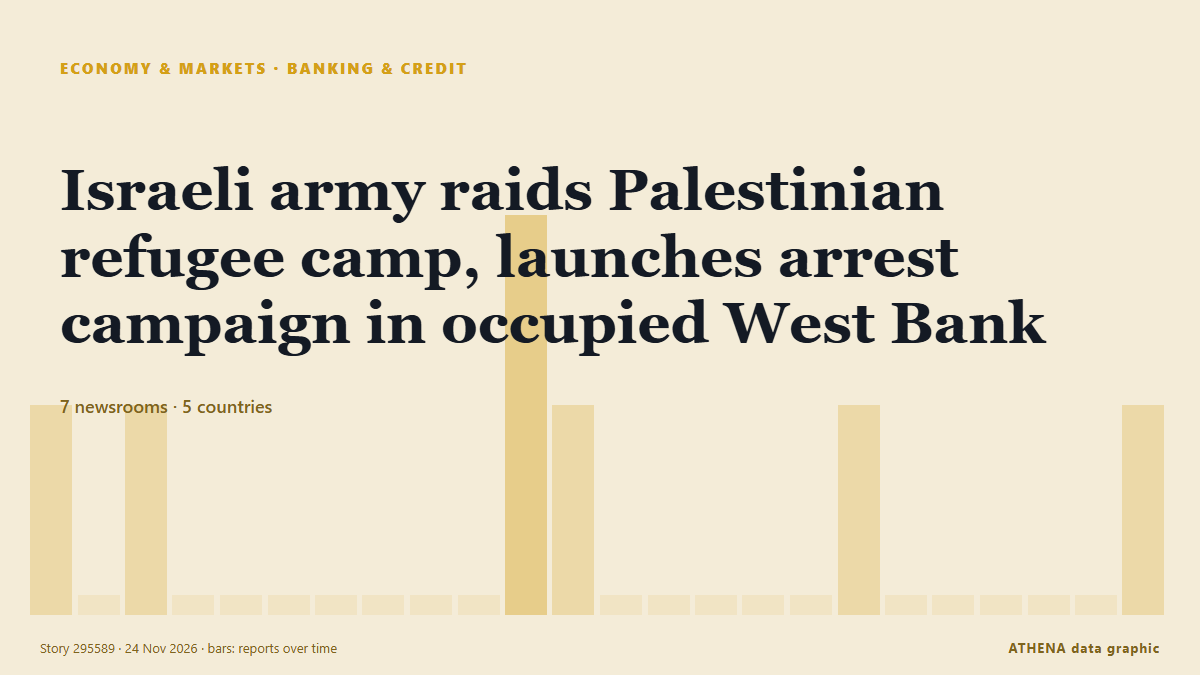 ECONOMY & MARKETS · BANKING & CREDIT
Israeli army raids Palestinian
refugee camp, launches arrest
campaign in occupied West Bank
7 newsrooms · 5 countries
Story 295589 · 24 Nov 2026 · bars: reports over time
ATHENA data graphic